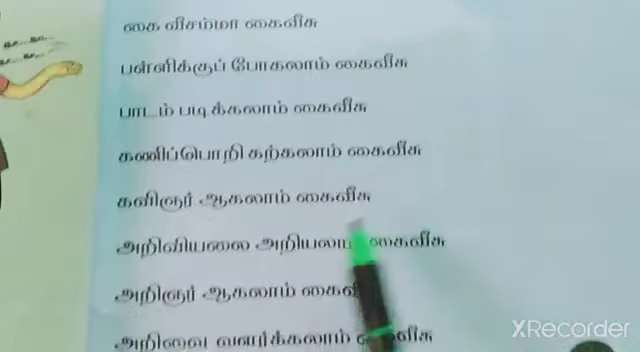 கை வீசம்மா கைவீசு
பள்ளிக்குப் போகலாம் கைவீசு
பாடம் படிக்கலாம் கைவீசு
கணிப்பொறி கற்கலாம் கைவீசு
கவிஞர் ஆகலாம் கைவீசு
அறிவியலை அறியலாம் கைவீசு
அறிஞர் ஆகலாம் கைவீ
அறிவை வளர்க்கலாம் கைவீசு
XRecorder